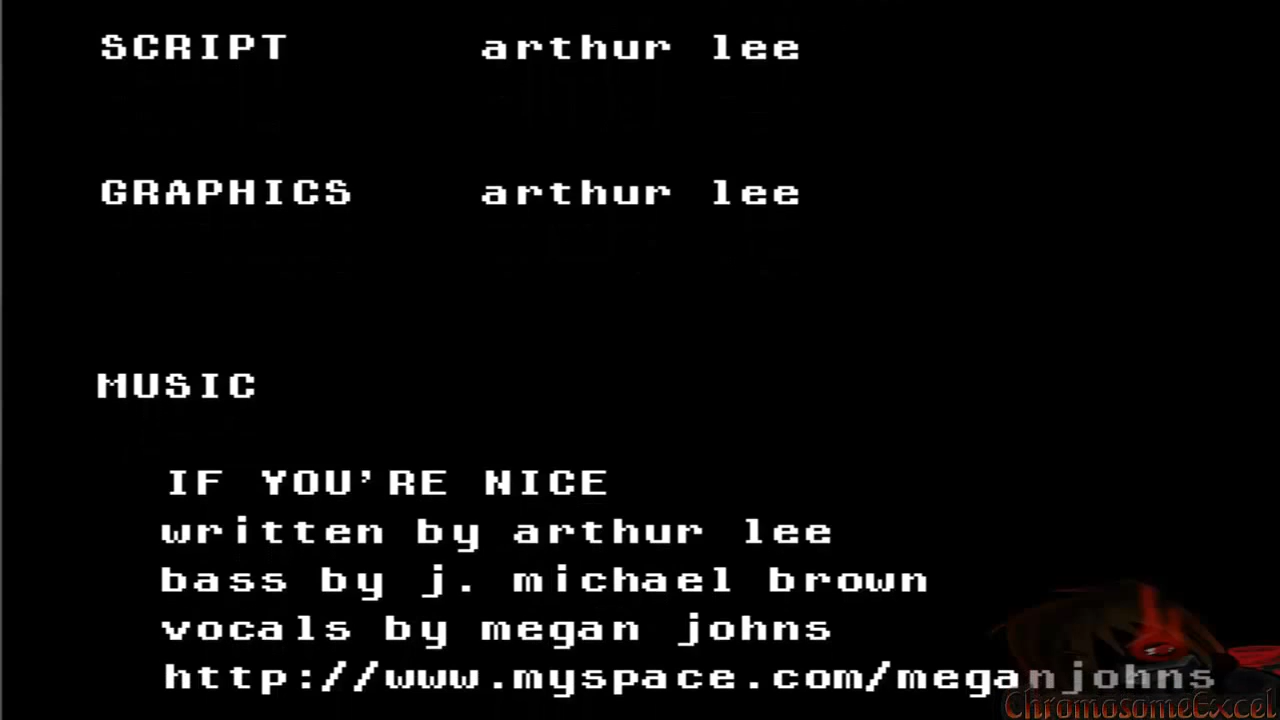 SCRIPT arthur lee
GRAPHICS arthur lee
MUSIC
IF YOU'RE NICE
written by arthur lee
bass by j. michael brown
vocals by megan johns
http://www.myspace.com/meganjohns
ChromosomeExcel